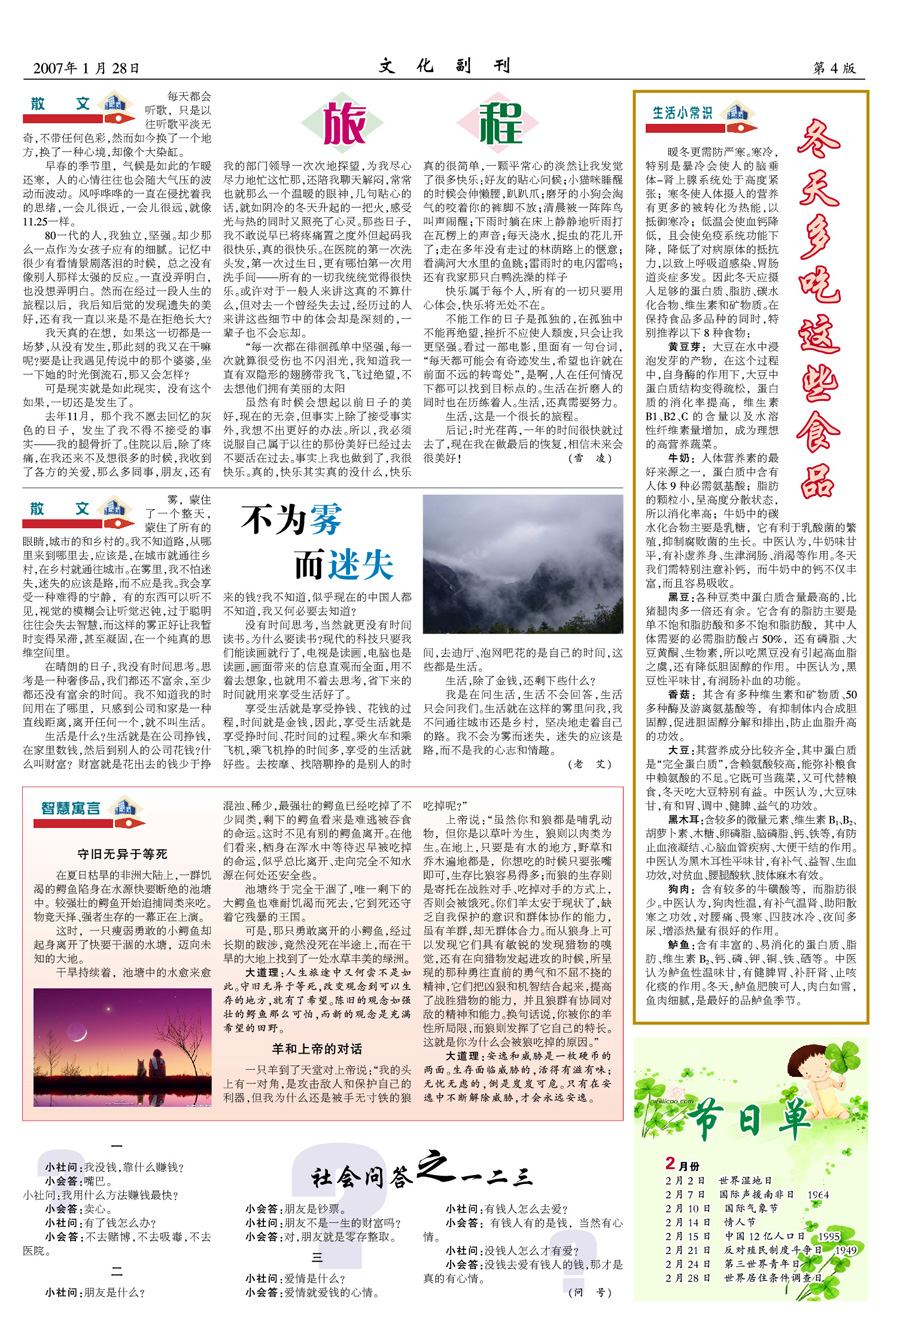 2007年 1 月 28日
文 化 副 刊
第 4 版
散 文
旅 程
每天都会
听歌，只是以
往听歌平淡无
奇,不带任何色彩,然而如今换了一个地
方,换了一种心境,却像个大染缸。
早春的季节里，气候是如此的乍暖
还寒，人的心情往往也会随大气压的波
动而波动。风呼哗哗的一直在侵扰着我
的思绪,一会儿很近,一会儿很远,就像
11.25一样。
80一代的人,我独立,坚强。却少那
么一点作为女孩子应有的细腻。记忆中
很少有看情景剧落泪的时候，总之没有
像别人那样太强的反应。一直没弄明白,
也没想弄明白。然而在经过一段人生的
旅程以后，我后知后觉的发现遗失的美
好,还有我一直以来是不是在拒绝长大?
我天真的在想，如果这一切都是一
场梦,从没有发生,那此刻的我又在干嘛
呢?要是让我遇见传说中的那个婆婆,坐
一下她的时光倒流石,那又会怎样?
可是现实就是如此现实，没有这个
如果,一切还是发生了。
去年11月，那个我不愿去回忆的灰
色的日子，发生了我不得不接受的事
实——我的腿骨折了。住院以后,除了疼
痛,在我还来不及想很多的时候,我收到
了各方的关爱,那么多同事,朋友,还有
我的部门领导一次次地探望,为我尽心
尽力地忙这忙那,还陪我聊天解闷,常常
也就那么一个温暖的眼神,几句贴心的
话,就如阴冷的冬天升起的一把火,感受
光与热的同时又照亮了心灵。那些日子,
我不敢说早已将疼痛置之度外但起码我
很快乐,真的很快乐。在医院的第一次洗
头发,第一次过生日,更有哪怕第一次用
洗手间——所有的一切我统统觉得很快
乐。或许对于一般人来讲这真的不算什
么,但对去一个曾经失去过,经历过的人
来讲这些细节中的体会却是深刻的,一
辈子也不会忘却。
“每一次都在徘徊孤单中坚强,每一
次就算很受伤也不闪泪光,我知道我一
直有双隐形的翅膀带我飞,飞过绝望,不
去想他们拥有美丽的太阳
虽然有时候会想起以前日子的美
好,现在的无奈,但事实上除了接受事实
外,我想不出更好的办法。所以,我必须
说服自己属于以往的那份美好已经过去
不要活在过去。事实上我也做到了,我很
快乐。真的,快乐其实真的没什么,快乐
真的很简单,一颗平常心的淡然让我发觉
了很多快乐;好友的贴心问候;小猫咪睡醒
的时候会伸懒腰,趴趴爪;磨牙的小狗会淘
气的咬着你的裤脚不放;清晨被一阵阵鸟
叫声闹醒;下雨时躺在床上静静地听雨打
在瓦楞上的声音;每天浇水,捉虫的花儿开
了;走在多年没有走过的林荫路上的惬意;
看满河大水里的鱼跳;雷雨时的电闪雷鸣;
还有我家那只白鸭洗澡的样子
快乐属于每个人,所有的一切只要用
心体会,快乐将无处不在。
不能工作的日子是孤独的,在孤独中
不能再绝望,挫折不应使人颓废,只会让我
更坚强。看过一部电影,里面有一句台词,
“每天都可能会有奇迹发生,希望也许就在
前面不远的转弯处”,是啊,人在任何情况
下都可以找到目标点的。生活在折磨人的
同时也在历练着人。生活,还真需要努力。
生活,这是一个很长的旅程。
后记:时光荏苒,一年的时间很快就过
去了,现在我在做最后的恢复,相信未来会
很美好!
(雪 凌)
散 文
不为雾
而迷失
雾，蒙住
了一个整天，
蒙住了所有的
眼睛,城市的和乡村的。我不知道路,从哪
里来到哪里去,应该是,在城市就通往乡
村,在乡村就通往城市。在雾里,我不怕迷
失,迷失的应该是路,而不应是我。我会享
受一种难得的宁静，有的东西可以听不
见,视觉的模糊会让听觉迟钝,过于聪明
往往会失去智慧,而这样的雾正好让我暂
时变得呆滞,甚至凝固,在一个纯真的思
维空间里。
在晴朗的日子,我没有时间思考。思
考是一种奢侈品,我们都还不富余,至少
都还没有富余的时间。我不知道我的时
间用在了哪里，只感到公司和家是一种
直线距离,离开任何一个,就不叫生活。
生活是什么?生活就是在公司挣钱,
在家里数钱,然后到别人的公司花钱?什
么叫财富？财富就是花出去的钱少于挣
来的钱?我不知道,似乎现在的中国人都
不知道,我又何必要去知道?
没有时间思考,当然就更没有时间
读书。为什么要读书?现代的科技只要我
们能读画就行了,电视是读画,电脑也是
读画,画面带来的信息直观而全面,用不
着去想象,也就用不着去思考,省下来的
时间就用来享受生活好了。
享受生活就是享受挣钱、花钱的过
程,时间就是金钱,因此,享受生活就是
享受挣时间、花时间的过程。乘火车和乘
飞机,乘飞机挣的时间多,享受的生活就
好些。去按摩、找陪聊挣的是别人的时
间,去迪厅、泡网吧花的是自己的时间,这
些都是生活。
生活,除了金钱,还剩下些什么?
我是在问生活,生活不会回答,生活
只会问我们。生活就在这样的雾里问我,我
不问通往城市还是乡村，坚决地走着自己
的路。我不会为雾而迷失，迷失的应该是
路,而不是我的心志和情趣。
(老 艾)
智慧寓言
守旧无异于等死
在夏日枯旱的非洲大陆上,一群饥
渴的鳄鱼陷身在水源快要断绝的池塘
中。较强壮的鳄鱼开始追捕同类来吃。
物竞天择、强者生存的一幕正在上演。
这时，一只瘦弱勇敢的小鳄鱼却
起身离开了快要干涸的水塘，迈向未
知的大地。
干旱持续着，池塘中的水愈来愈
混浊、稀少,最强壮的鳄鱼已经吃掉了不
少同类,剩下的鳄鱼看来是难逃被吞食
的命运。这时不见有别的鳄鱼离开。在他
们看来,栖身在浑水中等待迟早被吃掉
的命运,似乎总比离开、走向完全不知水
源在何处还安全些。
池塘终于完全干涸了,唯一剩下的
大鳄鱼也难耐饥渴而死去,它到死还守
着它残暴的王国。
可是,那只勇敢离开的小鳄鱼,经过
长期的跋涉,竟然没死在半途上,而在干
旱的大地上找到了一处水草丰美的绿洲。
大道理:人生旅途中又何尝不是如
此。守旧无异于等死,改变观念则可以生
存的地方,就有了希望。陈旧的观念如强
壮的鳄鱼那么可怕,而新的观念是充满
希望的田野。
羊和上帝的对话
一只羊到了天堂对上帝说:“我的头
上有一对角,是攻击敌人和保护自己的
利器,但我为什么还是被手无寸铁的狼
吃掉呢?”
上帝说:“虽然你和狼都是哺乳动
物，但你是以草叶为生，狼则以肉类为
生。在地上,只要是有水的地方,野草和
乔木遍地都是，你想吃的时候只要张嘴
即可,生存比狼容易得多;而狼的生存则
是寄托在战胜对手、吃掉对手的方式上,
否则会被饿死。你们羊太安于现状了,缺
乏自我保护的意识和群体协作的能力,
虽有羊群,却无群体合力。而从狼身上可
以发现它们具有敏锐的发现猎物的嗅
觉,还有在向猎物发起进攻的时候,所呈
现的那种勇往直前的勇气和不屈不挠的
精神,它们把凶狠和机智结合起来,提高
了战胜猎物的能力，并且狼群有协同对
敌的精神和能力。换句话说,你被你的羊
性所局限,而狼则发挥了它自己的特长。
这就是你为什么会被狼吃掉的原因。”
大道理:安逸和威胁是一枚硬币的
两面。生存面临威胁的,活得有滋有味;
无忧无虑的,倒是岌岌可危。只有在安
逸中不断解除威胁,才会永远安逸。
社会问答之一二三
一
小社问:我没钱,靠什么赚钱?
小会答:嘴巴。
小社问:我用什么方法赚钱最快?
小会答:卖心。
小社问:有了钱怎么办?
小会答:不去赌博,不去吸毒,不去
医院。
二
小社问:朋友是什么?
小会答:朋友是钞票。
小社问:朋友不是一生的财富吗?
小会答:对,朋友就是零存整取。
三
小社问:爱情是什么?
小会答:爱情就爱钱的心情。
小社问:有钱人怎么去爱?
小会答：有钱人有的是钱，当然有心
情。
小社问:没钱人怎么才有爱?
小会答:没钱去爱有钱人的钱,那才是
真的有心情。
(问 号)
生活小常识
冬天多吃这些食品
暖冬更需防严寒。寒冷,
特别是暴冷会使人的脑垂
体-肾上腺系统处于高度紧
张；寒冬使人体摄入的营养
有更多的被转化为热能,以
抵御寒冷；低温会使血钙降
低，且会使免疫系统功能下
降，降低了对病原体的抵抗
力,以致上呼吸道感染、胃肠
道炎症多发。因此冬天应摄
入足够的蛋白质、脂肪、碳水
化合物、维生素和矿物质。在
保持食品多品种的同时,特
别推荐以下 8 种食物:
黄豆芽：大豆在水中浸
泡发芽的产物，在这个过程
中,自身酶的作用下,大豆中
蛋白质结构变得疏松，蛋白
质的消化率提高，维生素
B1、B2、C 的含量以及水溶
性纤维素量增加，成为理想
的高营养蔬菜。
牛奶：人体营养素的最
好来源之一，蛋白质中含有
人体 9 种必需氨基酸；脂肪
的颗粒小,呈高度分散状态,
所以消化率高；牛奶中的碳
水化合物主要是乳糖，它有利于乳酸菌的繁
殖,抑制腐败菌的生长。中医认为,牛奶味甘
平,有补虚养身、生津润肠、消渴等作用。冬天
我们需特别注意补钙，而牛奶中的钙不仅丰
富,而且容易吸收。
黑豆:各种豆类中蛋白质含量最高的,比
猪腿肉多一倍还有余。它含有的脂肪主要是
单不饱和脂肪酸和多不饱和脂肪酸，其中人
体需要的必需脂肪酸占 50%，还有磷脂、大
豆黄酮、生物素,所以吃黑豆没有引起高血脂
之虞,还有降低胆固醇的作用。中医认为,黑
豆性平味甘,有润肠补血的功能。
香菇：其含有多种维生素和矿物质、50
多种酶及游离氨基酸等，有抑制体内合成胆
固醇,促进胆固醇分解和排出,防止血脂升高
的功效。
大豆:其营养成分比较齐全,其中蛋白质
是“完全蛋白质”,含赖氨酸较高,能弥补粮食
中赖氨酸的不足。它既可当蔬菜,又可代替粮
食,冬天吃大豆特别有益。中医认为,大豆味
甘,有和胃、调中、健脾、益气的功效。
黑木耳:含较多的微量元素、维生素 B1、B2、
胡萝卜素、木糖、卵磷脂、脑磷脂、钙、铁等,有防
止血液凝结、心脑血管疾病、大便干结的作用。
中医认为黑木耳性平味甘,有补气、益智、生血
功效,对贫血、腰腿酸软、肢体麻木有效。
狗肉：含有较多的牛磺酸等，而脂肪很
少。中医认为,狗肉性温,有补气温肾、助阳散
寒之功效,对腰痛、畏寒、四肢冰冷、夜间多
尿、增添热量有很好的作用。
鲈鱼:含有丰富的、易消化的蛋白质、脂
肪、维生素 B2、钙、磷、钾、铜、铁、硒等。中医
认为鲈鱼性温味甘,有健脾胃、补肝肾、止咳
化痰的作用。冬天,鲈鱼肥腴可人,肉白如雪,
鱼肉细腻,是最好的品鲈鱼季节。
节日单
2月份
2 月 2 日 世界湿地日
2 月 7 日 国际声援南非日 1964
2 月 10 日 国际气象节
2 月 14 日 情人节
2 月 15 日 中国 12 亿人口日 1995
2 月 21 日 反对殖民制度斗争日 1949
2 月 24 日 第三世界青年日
2 月 28 日 世界居住条件调查日